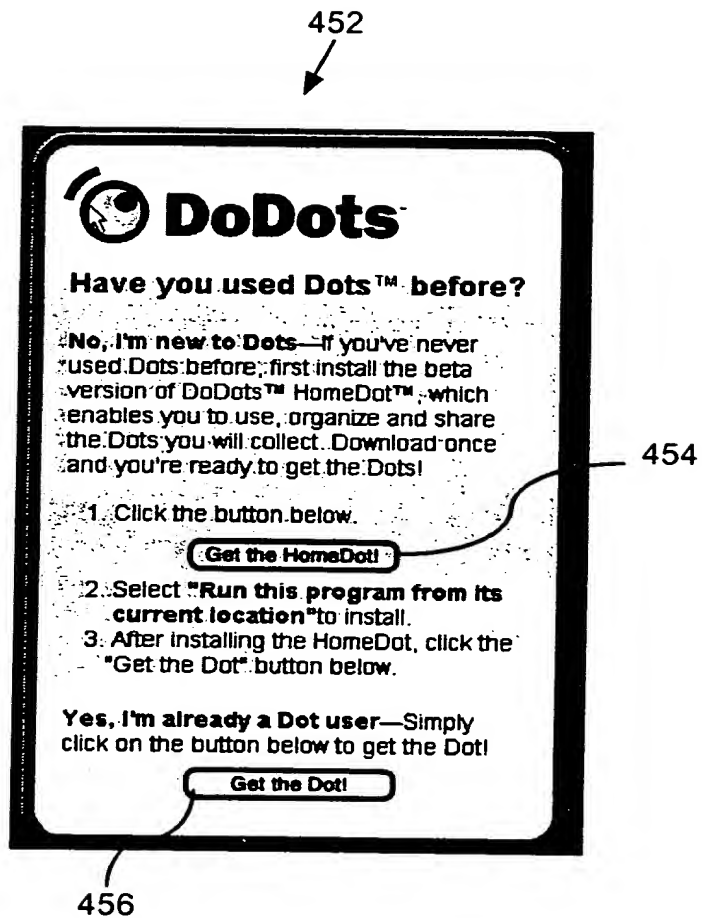 452
DoDots
Have you used Dots™ before?
No, I'm new to Dots—If you've never
used Dots before, first install the beta
version of DoDots™ HomeDot™, which
enables you to use, organize and share
the Dots you will collect. Download once
and you're ready to get the Dots!
454
1. Click the button below.
Get the HomeDot!
2. Select "Run this program from its
current location"to install.
3. After installing the HomeDot, click the
"Get the Dot" button below.
Yes, I'm already a Dot user—Simply
click on the button below to get the Dot!
Get the Dot!
456